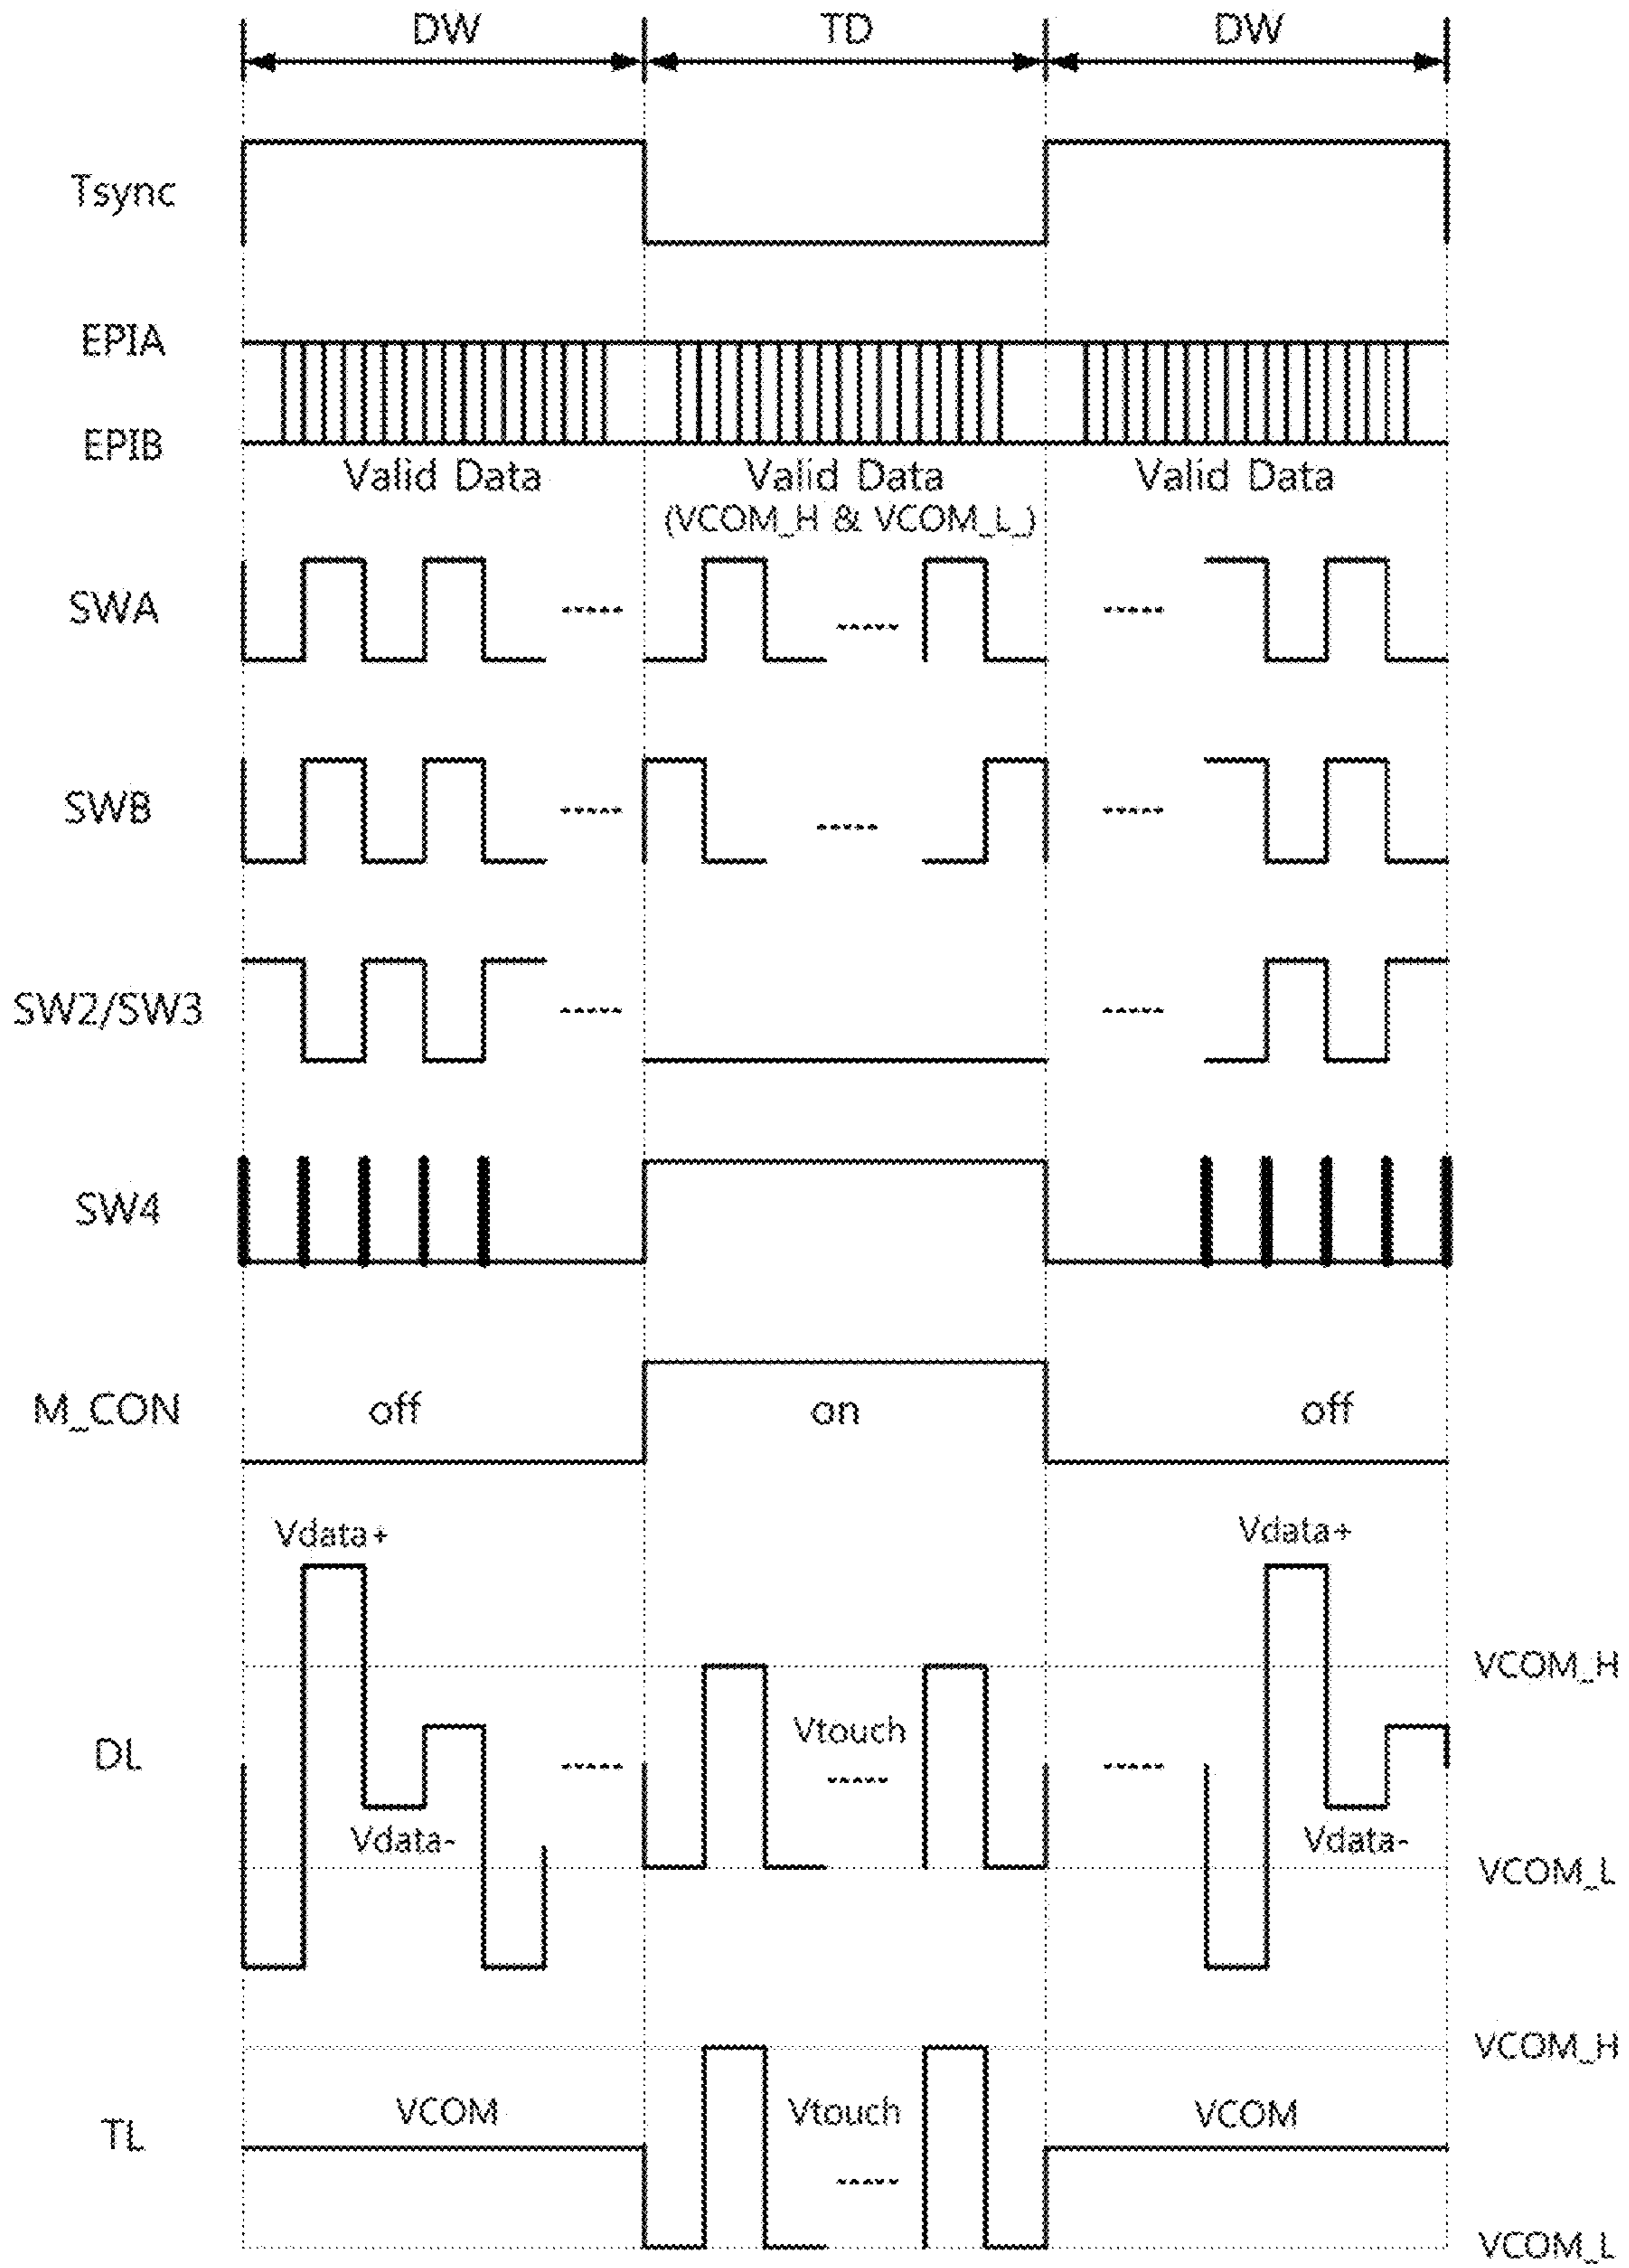 DW TD DW
Tsync
EPIA
EPIB
Valid Data Valid Data Valid Data
(VCOM_H & VCOM_L_)
SWA
SWB
SW2/SW3
SW4
M_CON off on off
Vdata+ Vdata+
VCOM_H
Vtouch
DL
Vdata- Vdata-
VCOM_L
VCOM_H
VCOM Vtouch VCOM
TL
VCOM_L